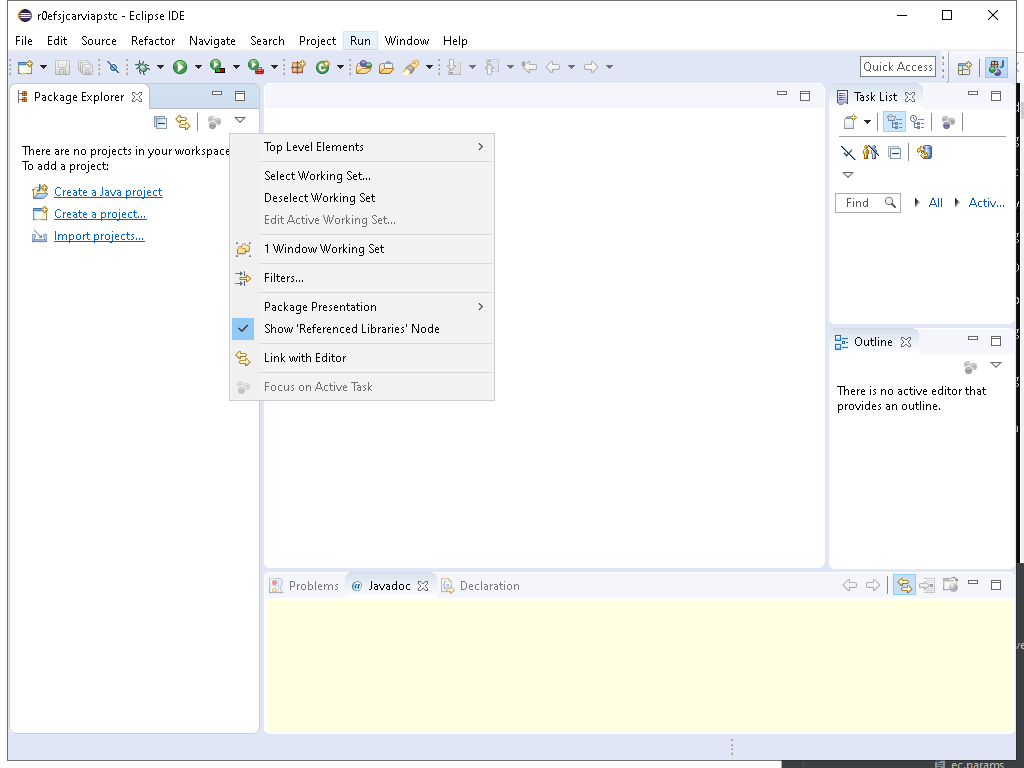 r0efsjcarviapstc - Eclipse IDE
File Edit Source Refactor Navigate Search Project Run Window Help
Quick Access
Package Explorer
Task List
There are no projects in your workspace
To add a project:
Create a Java project
Create a project...
Import projects...
Top Level Elements
Select Working Set...
Deselect Working Set
Edit Active Working Set...
1 Window Working Set
Filters...
Package Presentation
Show 'Referenced Libraries' Node
Link with Editor
Focus on Active Task
Find All Activ...
Outline
There is no active editor that
provides an outline.
Problems @ Javadoc Declaration
ec.params